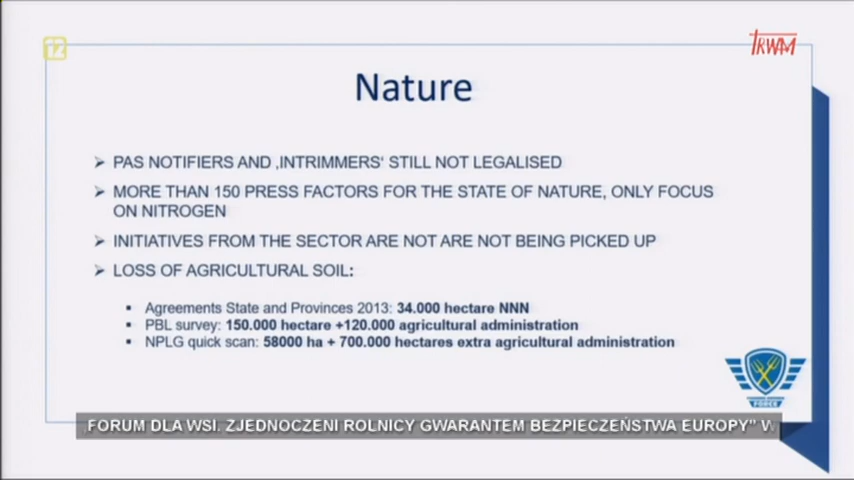 12
TRWAM
Nature
➢ PAS NOTIFIERS AND ‚INTRIMMERS‘ STILL NOT LEGALISED
➢ MORE THAN 150 PRESS FACTORS FOR THE STATE OF NATURE, ONLY FOCUS
ON NITROGEN
➢ INITIATIVES FROM THE SECTOR ARE NOT ARE NOT BEING PICKED UP
➢ LOSS OF AGRICULTURAL SOIL:
▪ Agreements State and Provinces 2013: 34.000 hectare NNN
▪ PBL survey: 150.000 hectare +120.000 agricultural administration
▪ NPLG quick scan: 58000 ha + 700.000 hectares extra agricultural administration
FORCE
„FORUM DLA WSI. ZJEDNOCZENI ROLNICY GWARANTEM BEZPIECZEŃSTWA EUROPY" W